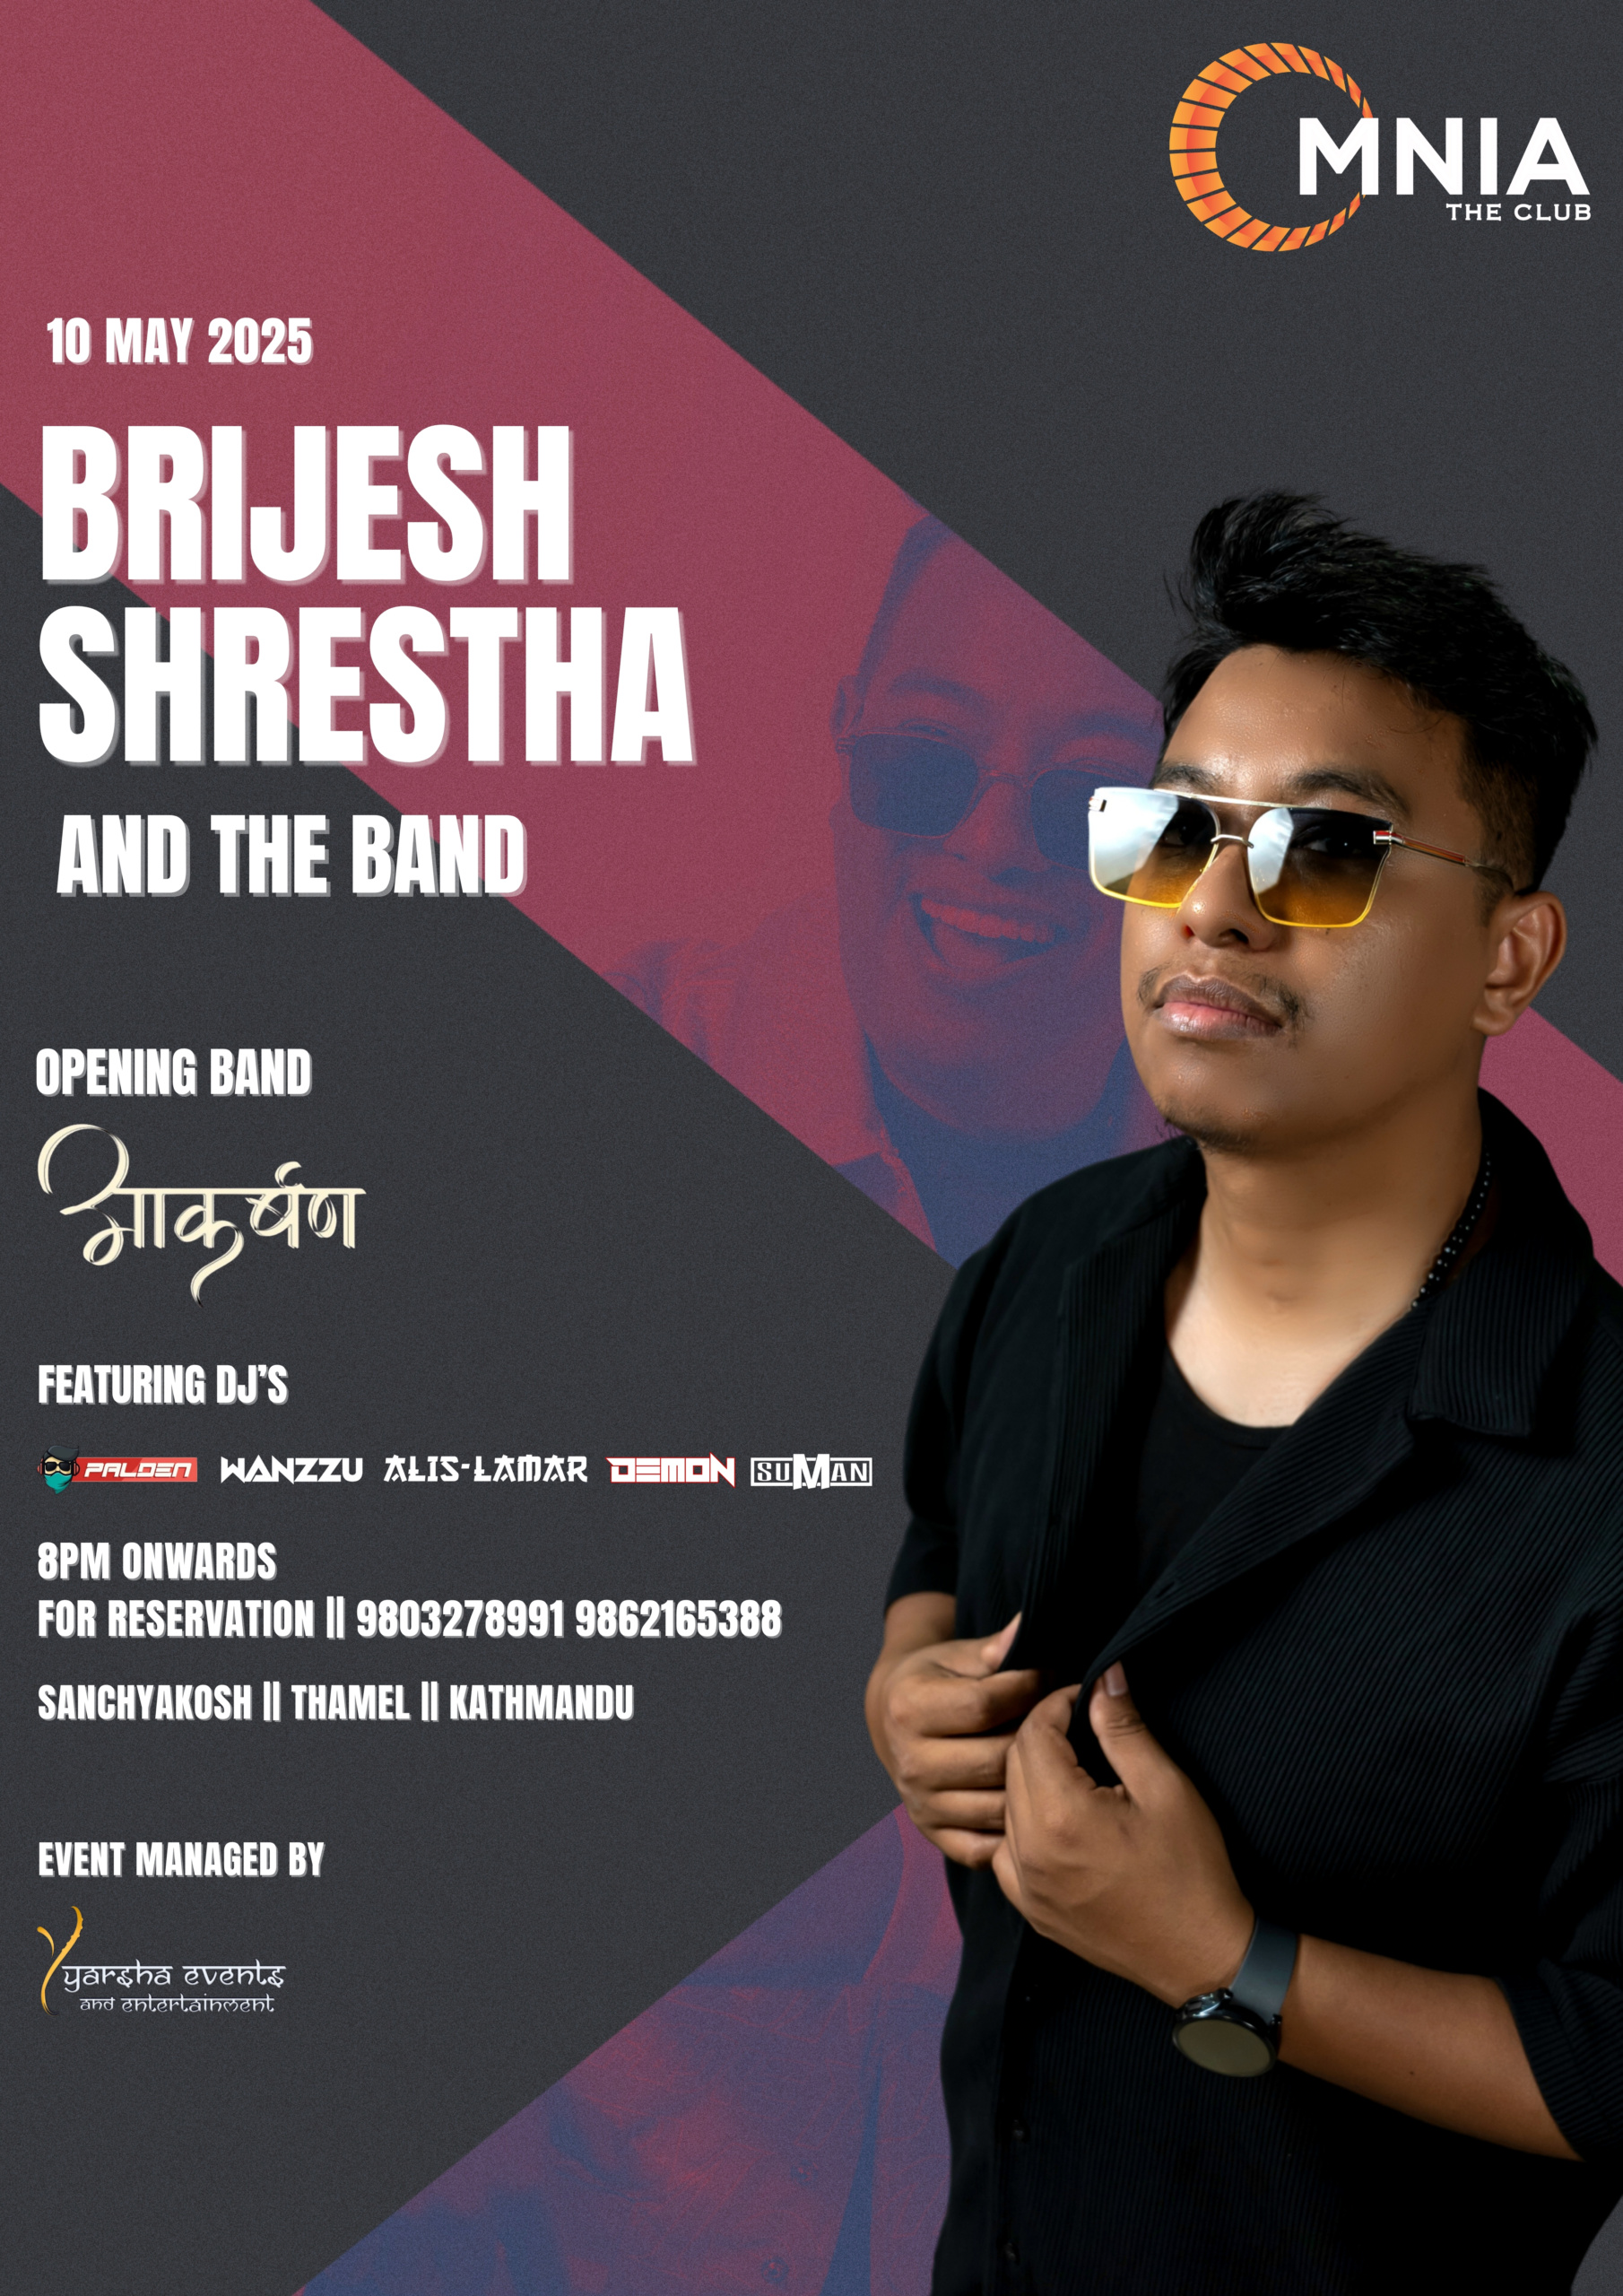 OMNIA
THE CLUB
10 MAY 2025
BRIJESH
SHRESTHA
AND THE BAND
OPENING BAND
आकर्षण
FEATURING DJ'S
PALDEN WANZZU ALIS-LAMAR DEMON SUMAN
8PM ONWARDS
FOR RESERVATION || 9803278991 9862165388
SANCHYAKOSH || THAMEL || KATHMANDU
EVENT MANAGED BY
yarsha events
and entertainment